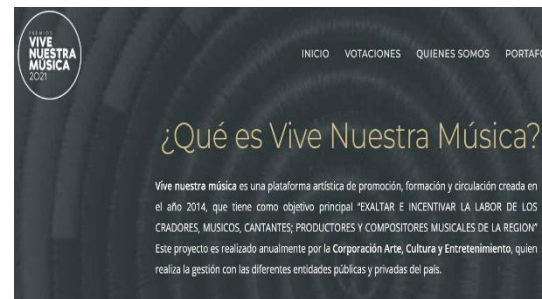 PREMIOS
VIVE
NUESTRA
MÚSICA
2021
INICIO VOTACIONES QUIENES SOMOS PORTAFO
¿Qué es Vive Nuestra Música?
Vive nuestra música es una plataforma artística de promoción, formación y circulación creada en
el año 2014, que tiene como objetivo principal “EXALTAR E INCENTIVAR LA LABOR DE LOS
CRADORES, MUSICOS, CANTANTES; PRODUCTORES Y COMPOSITORES MUSICALES DE LA REGION”
Este proyecto es realizado anualmente por la Corporación Arte, Cultura y Entretenimiento, quien
realiza la gestión con las diferentes entidades públicas y privadas del país.